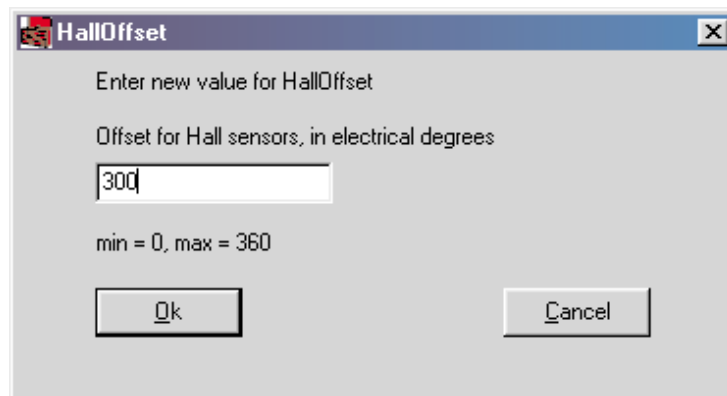 HallOffset
Enter new value for HallOffset
Offset for Hall sensors, in electrical degrees
300
min = 0, max = 360
Ok
Cancel